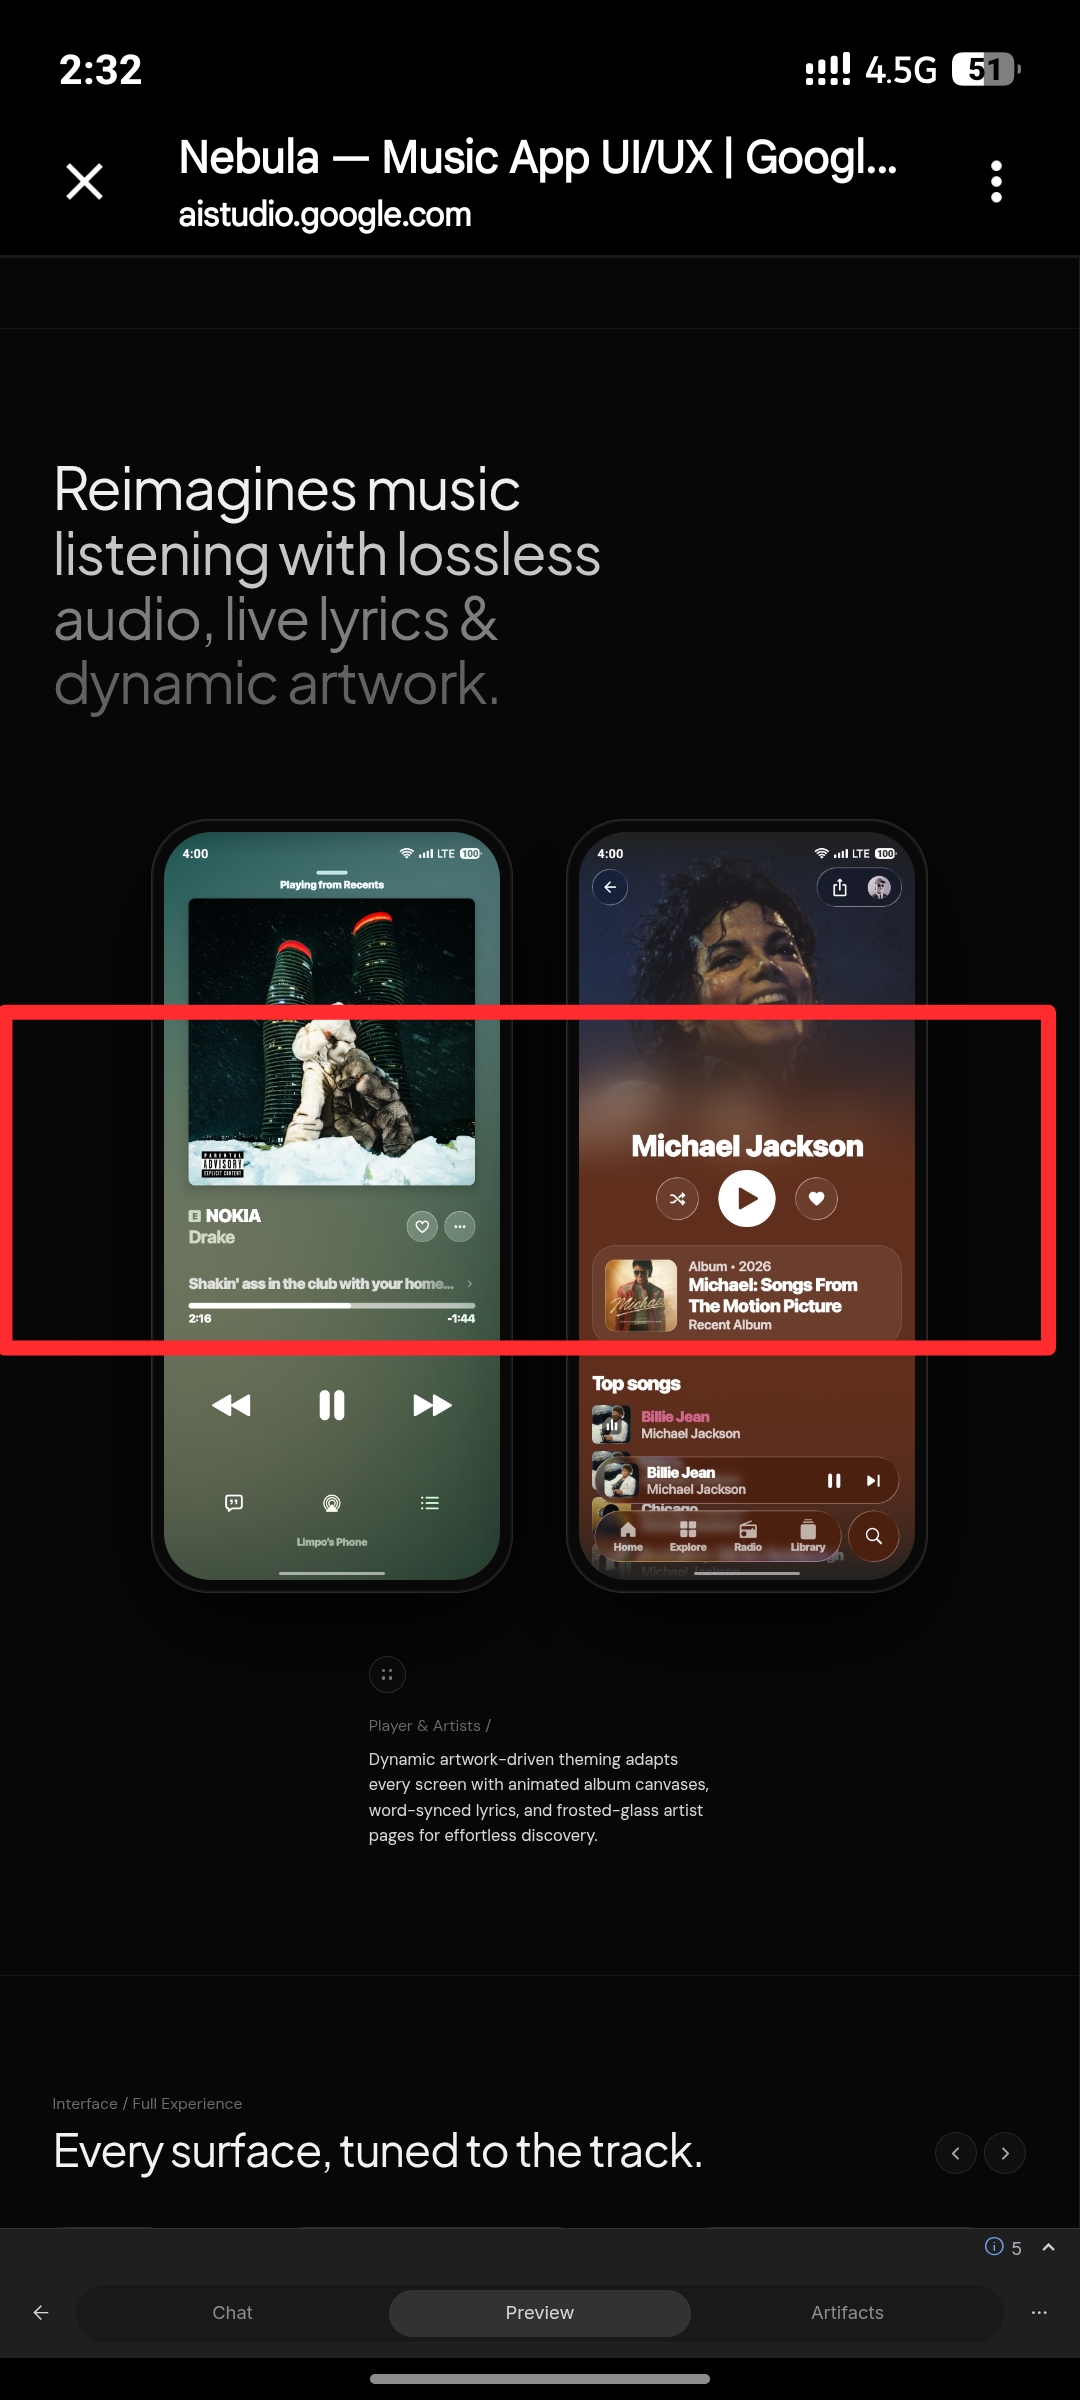 2:32
4.5G 51
Nebula — Music App UI/UX | Googl...
aistudio.google.com
Reimagines music
listening with lossless
audio, live lyrics &
dynamic artwork.
4:00
LTE 100
Playing from Recents
PARENTAL
ADVISORY
EXPLICIT CONTENT
E NOKIA
Drake
Shakin' ass in the club with your home...
2:16
-1:44
Limpo's Phone
4:00
LTE 100
Michael Jackson
Michael
Album • 2026
Michael: Songs From
The Motion Picture
Recent Album
Top songs
Billie Jean
Michael Jackson
Billie Jean
Michael Jackson
Chicago
Home
Explore
Radio
Library
Michael Jackson
Player & Artists /
Dynamic artwork-driven theming adapts
every screen with animated album canvases,
word-synced lyrics, and frosted-glass artist
pages for effortless discovery.
Interface / Full Experience
Every surface, tuned to the track.
5
Chat
Preview
Artifacts